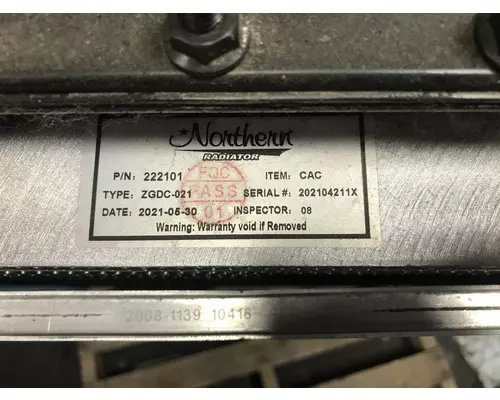 Northern
RADIATOR
P/N: 222101 ITEM: CAC
TYPE: ZGDC-021 SERIAL #: 202104211X
DATE: 2021-05-30 INSPECTOR: 08
Warning: Warranty void if Removed
FQC
PASS
01
2008-1139 10416